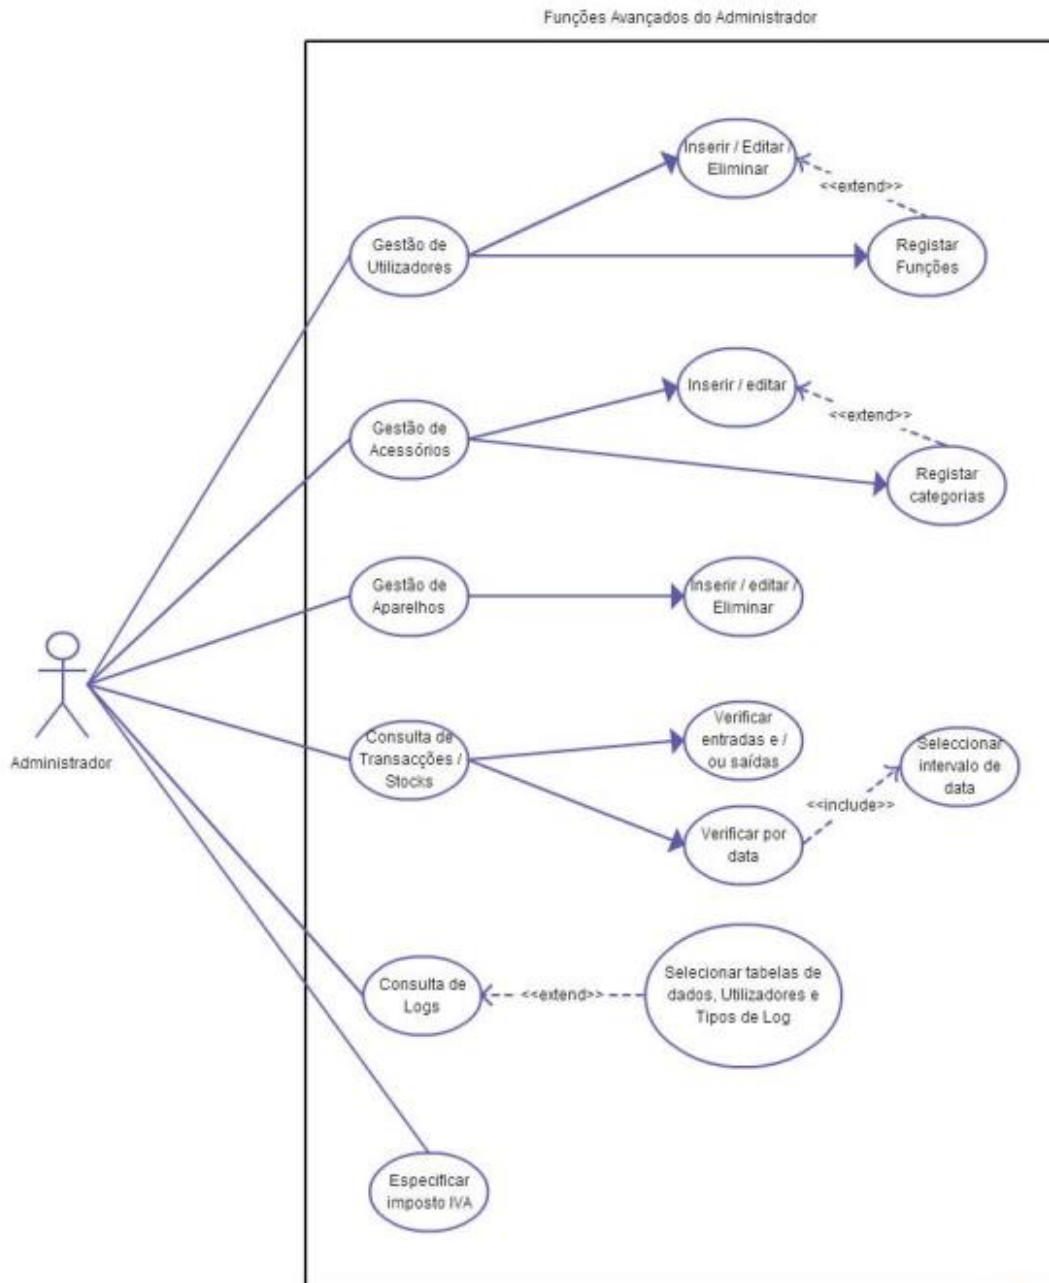 Funções Avançados do Administrador
Inserir / Editar /
Eliminar
<<extend>>
Gestão de
Utilizadores
Registar
Funções
Inserir / editar
<<extend>>
Gestão de
Acessórios
Registar
categorias
Gestão de
Aparelhos
Inserir / editar /
Eliminar
Administrador
Consulta de
Transacções /
Stocks
Verificar
entradas e /
ou saídas
Seleccionar
intervalo de
data
<<include>>
Verificar por
data
Consulta de
Logs
<<extend>>
Selecionar tabelas de
dados, Utilizadores e
Tipos de Log
Especificar
imposto IVA